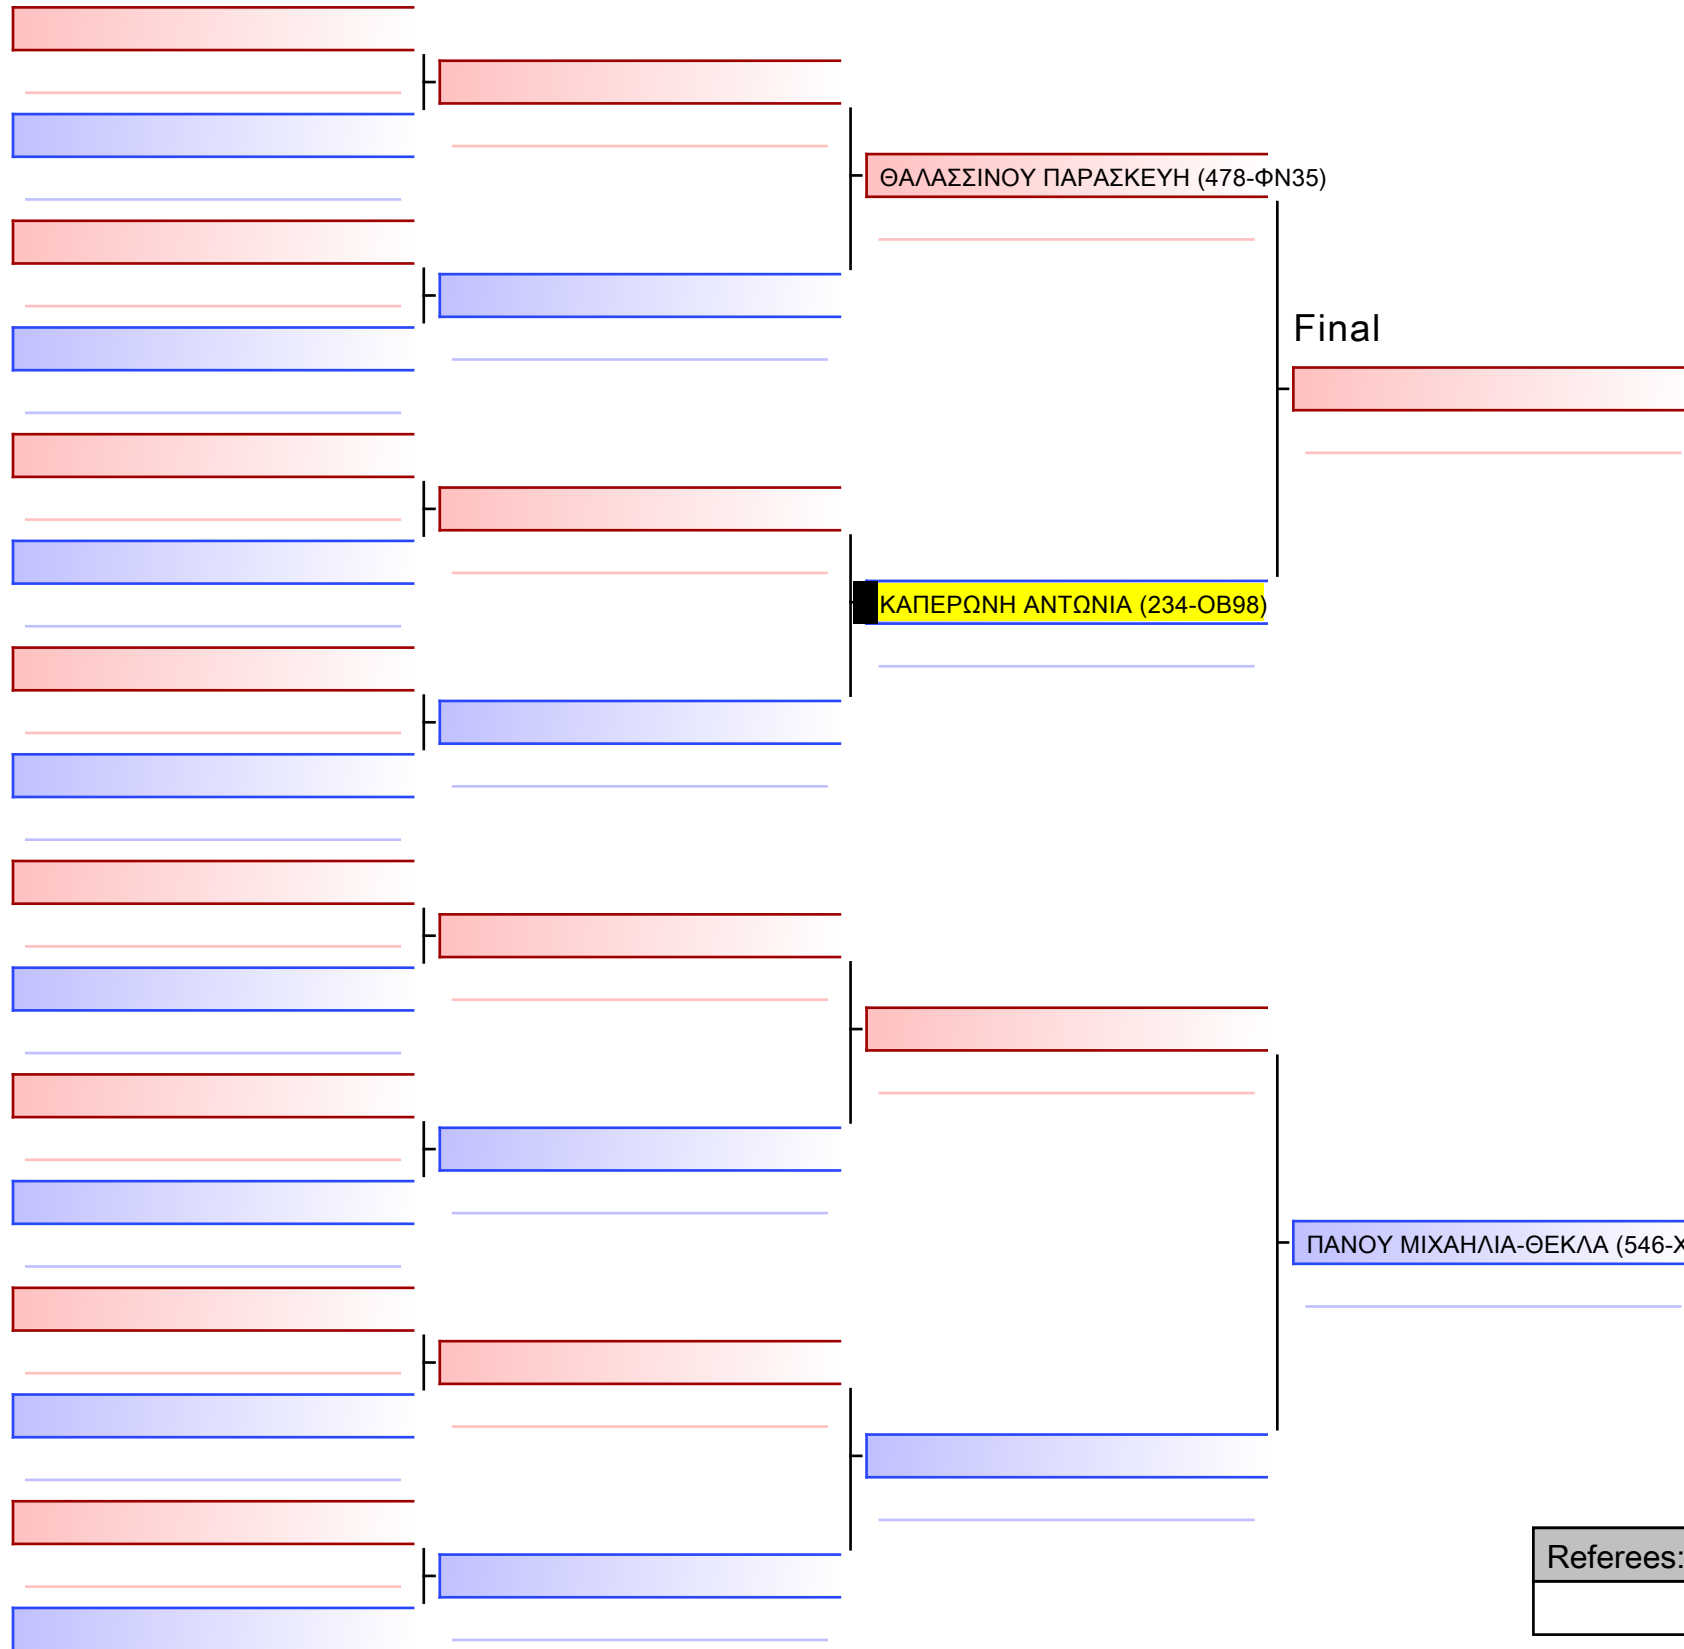 ΘΑΛΑΣΣΙΝΟΥ ΠΑΡΑΣΚΕΥΗ (478-ΦΝ35)
Final
ΚΑΠΕΡΩΝΗ ΑΝΤΩΝΙΑ (234-ΟΒ98)
ΠΑΝΟΥ ΜΙΧΑΗΛΙΑ-ΘΕΚΛΑ (546-Χ
Referees: